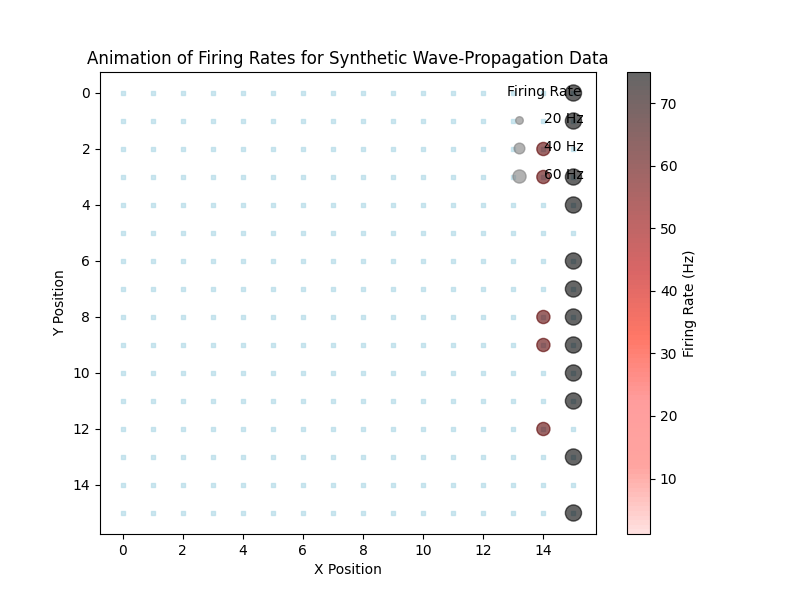 Animation of Firing Rates for Synthetic Wave-Propagation Data
Firing Rate
20 Hz
40 Hz
60 Hz
0
2
4
6
8
10
12
14
Y Position
0
2
4
6
8
10
12
14
X Position
70
60
50
40
30
20
10
Firing Rate (Hz)